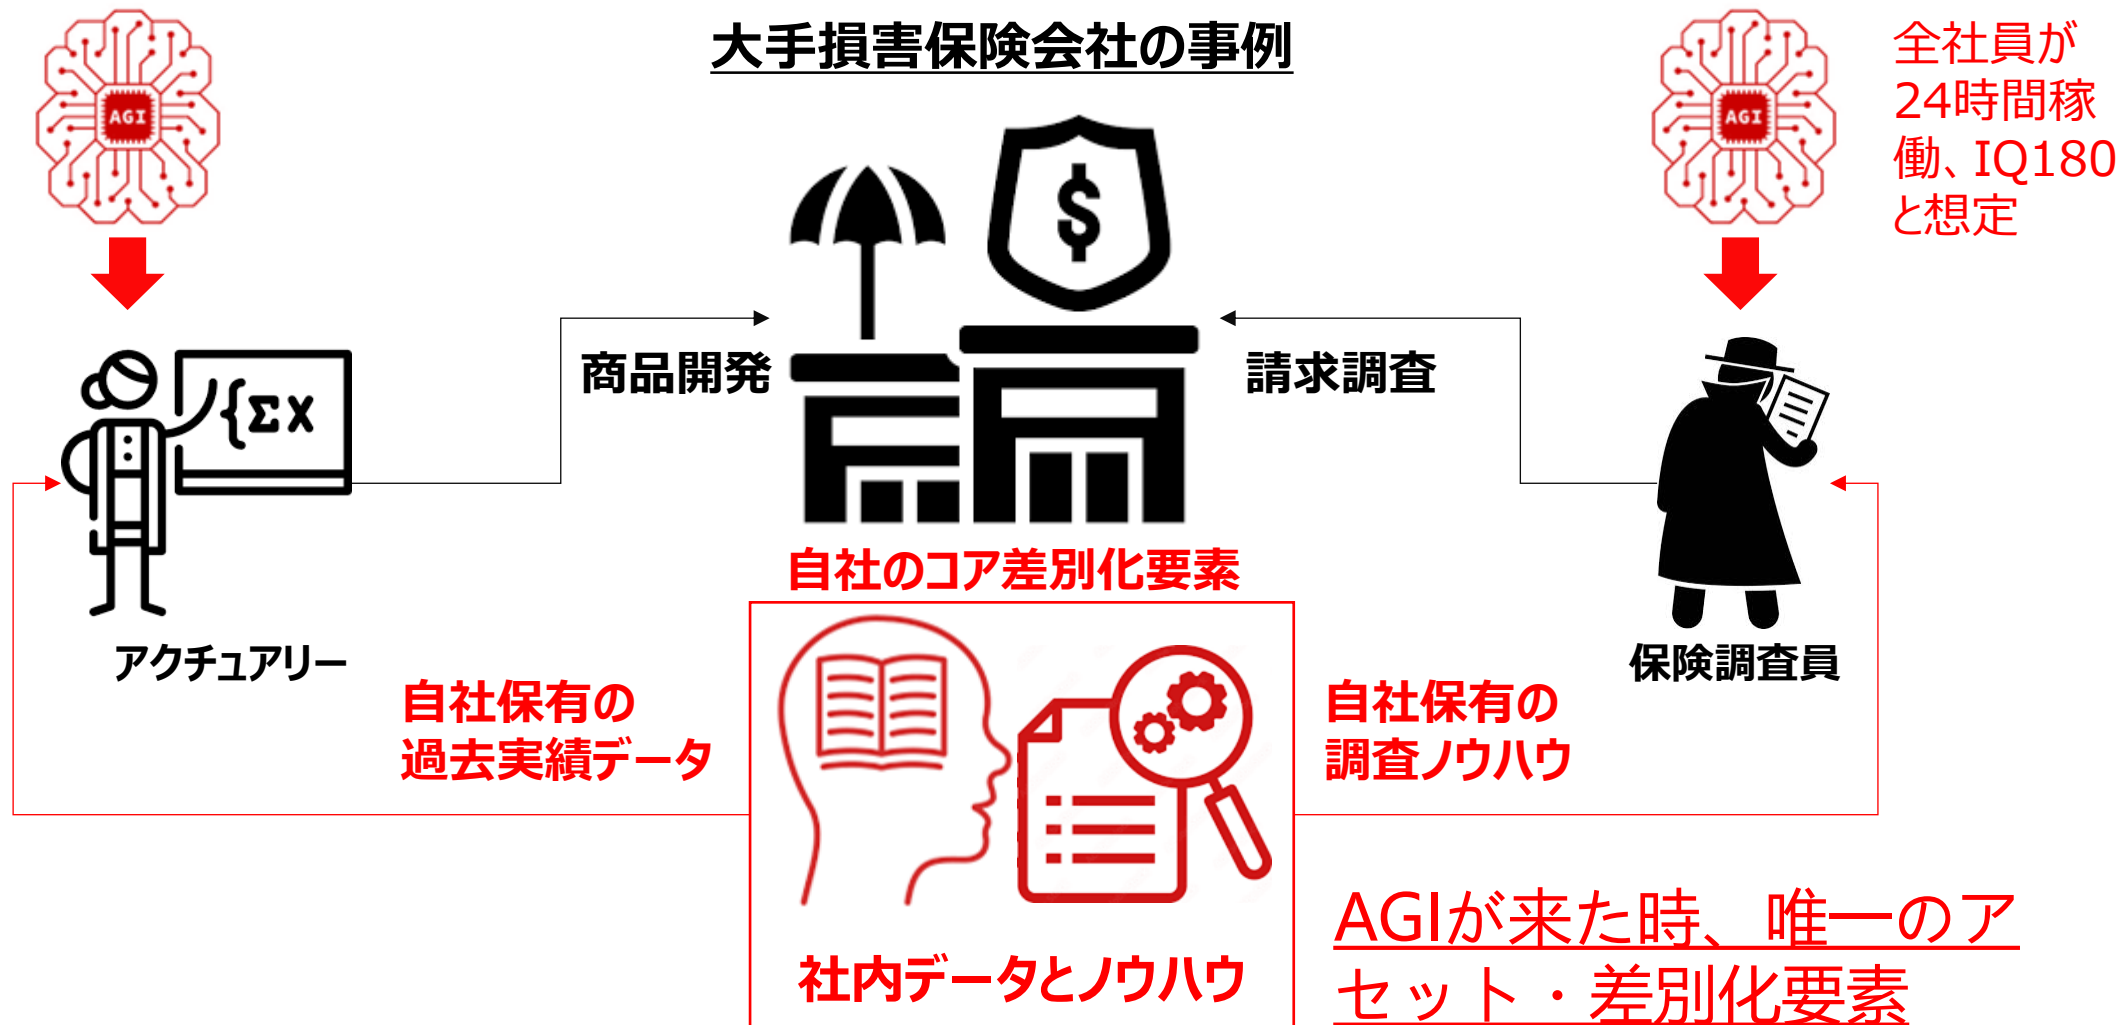 大手損害保険会社の事例
AGI
AGI
全社員が
24時間稼
働、IQ180
と想定
$
商品開発
請求調査
{Σx
自社のコア差別化要素
アクチュアリー
保険調査員
自社保有の
過去実績データ
自社保有の
調査ノウハウ
社内データとノウハウ
AGIが来た時、唯一のア
セット・差別化要素